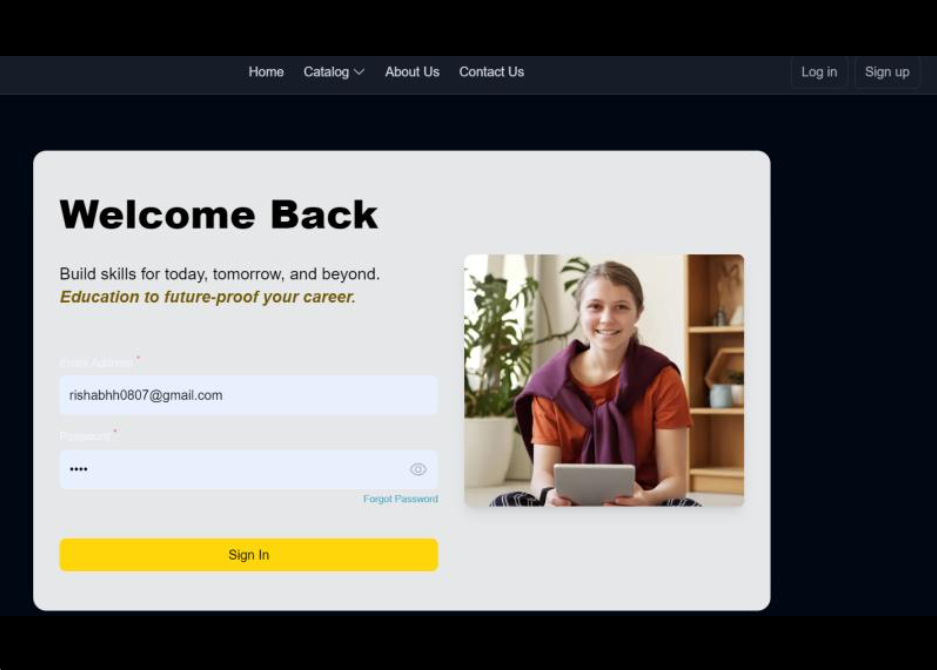 Home Catalog About Us Contact Us Log in Sign up
Welcome Back
Build skills for today, tomorrow, and beyond.
Education to future-proof your career.
Email Address *
rishabhh0807@gmail.com
Password *
••••
Forgot Password
Sign In